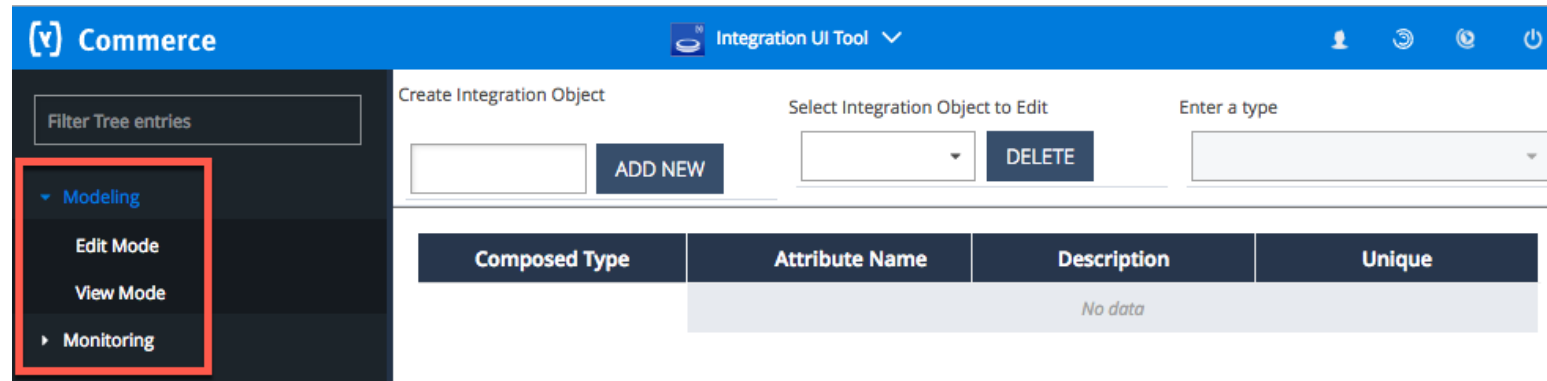 (y) Commerce
Integration UI Tool
Filter Tree entries
Modeling
Edit Mode
View Mode
Monitoring
Create Integration Object
ADD NEW
Select Integration Object to Edit
DELETE
Enter a type
Composed Type Attribute Name Description Unique
No data